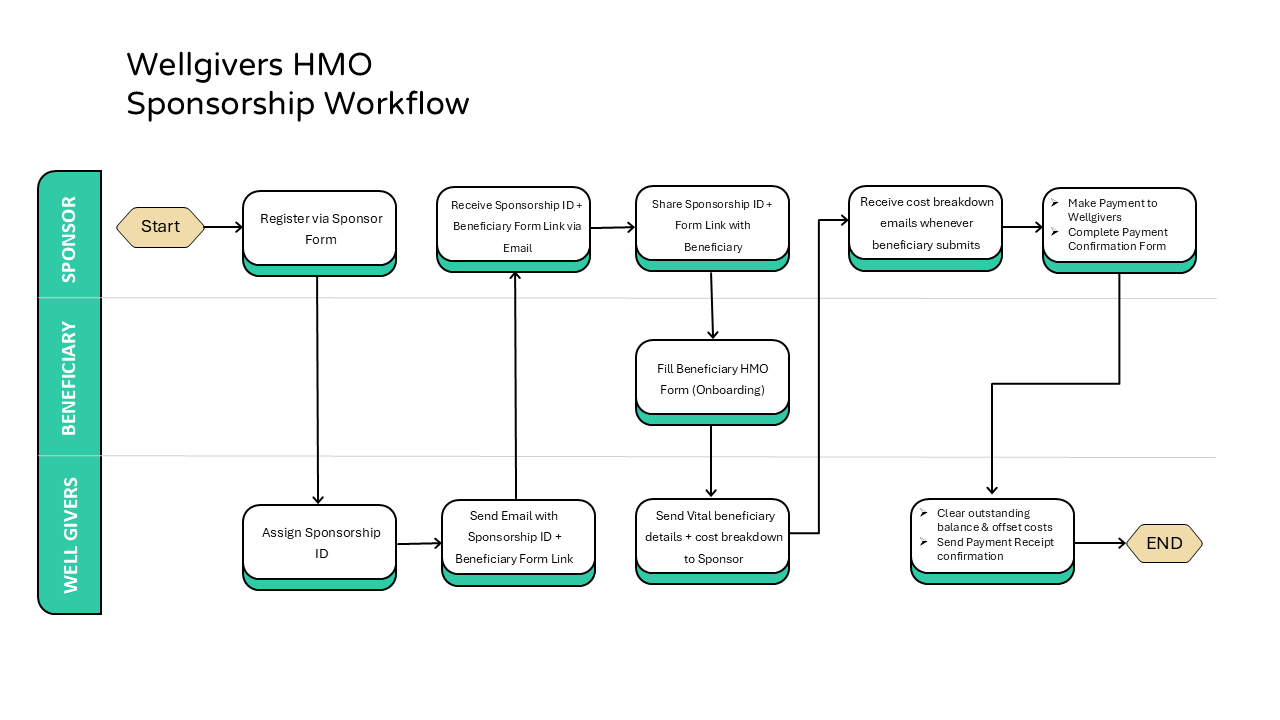 Wellgivers HMO
Sponsorship Workflow
SPONSOR
Start
Register via Sponsor
Form
Receive Sponsorship ID +
Beneficiary Form Link via
Email
Share Sponsorship ID +
Form Link with
Beneficiary
Receive cost breakdown
emails whenever
beneficiary submits
Make Payment to
Wellgivers
Complete Payment
Confirmation Form
BENEFICIARY
Fill Beneficiary HMO
Form (Onboarding)
WELL GIVERS
Assign Sponsorship
ID
Send Email with
Sponsorship ID +
Beneficiary Form Link
Send Vital beneficiary
details + cost breakdown
to Sponsor
Clear outstanding
balance & offset costs
Send Payment Receipt
confirmation
END